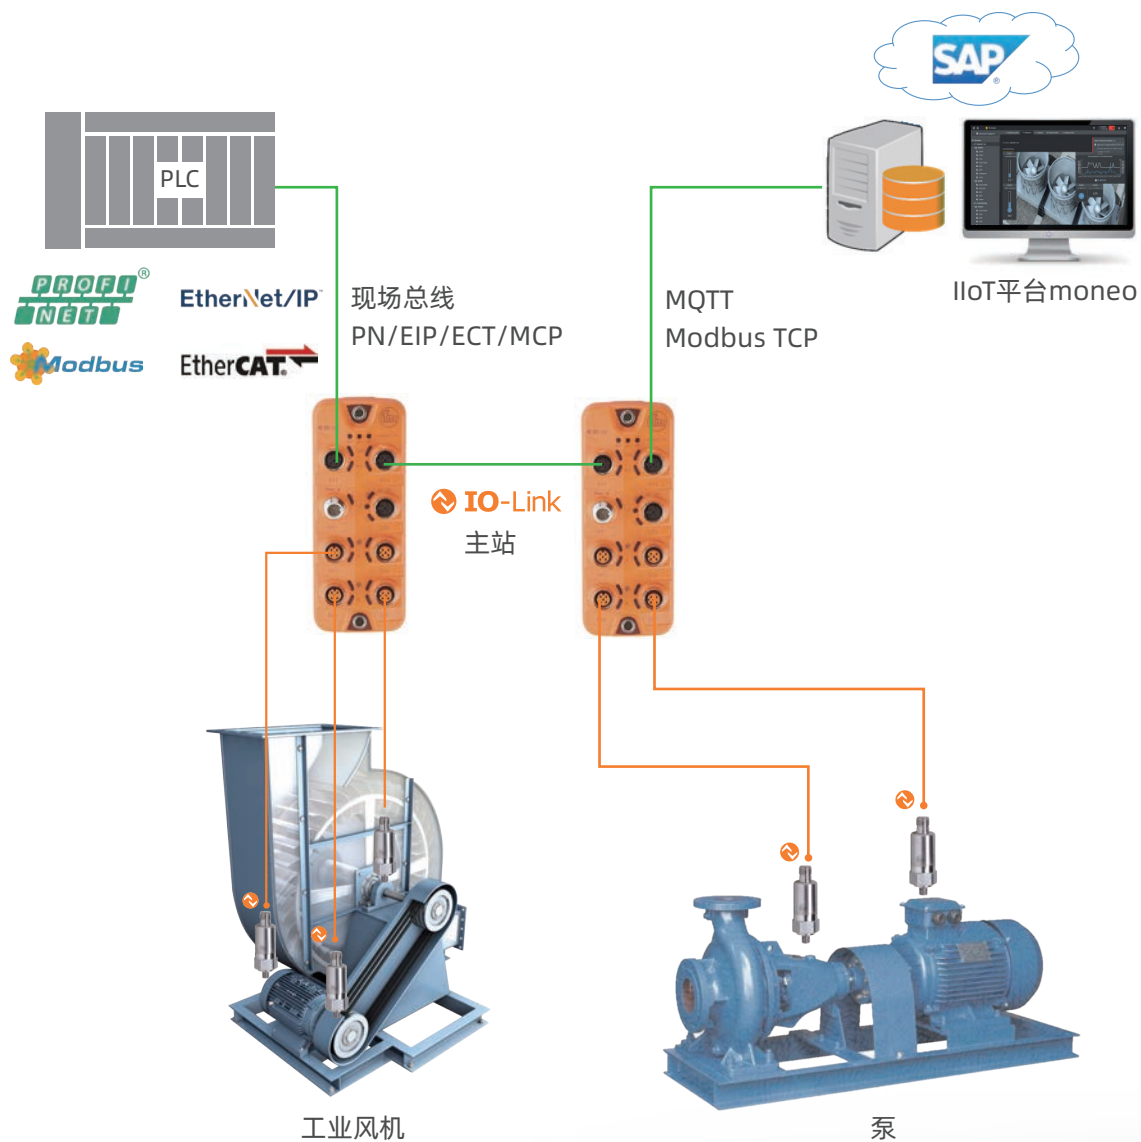 SAP
®
PLC
PROFI
®
NET
EtherNet/IP™
现场总线
PN/EIP/ECT/MCP
MQTT
Modbus TCP
IIoT平台moneo
Modbus
EtherCAT®
IO-Link
主站
工业风机
泵